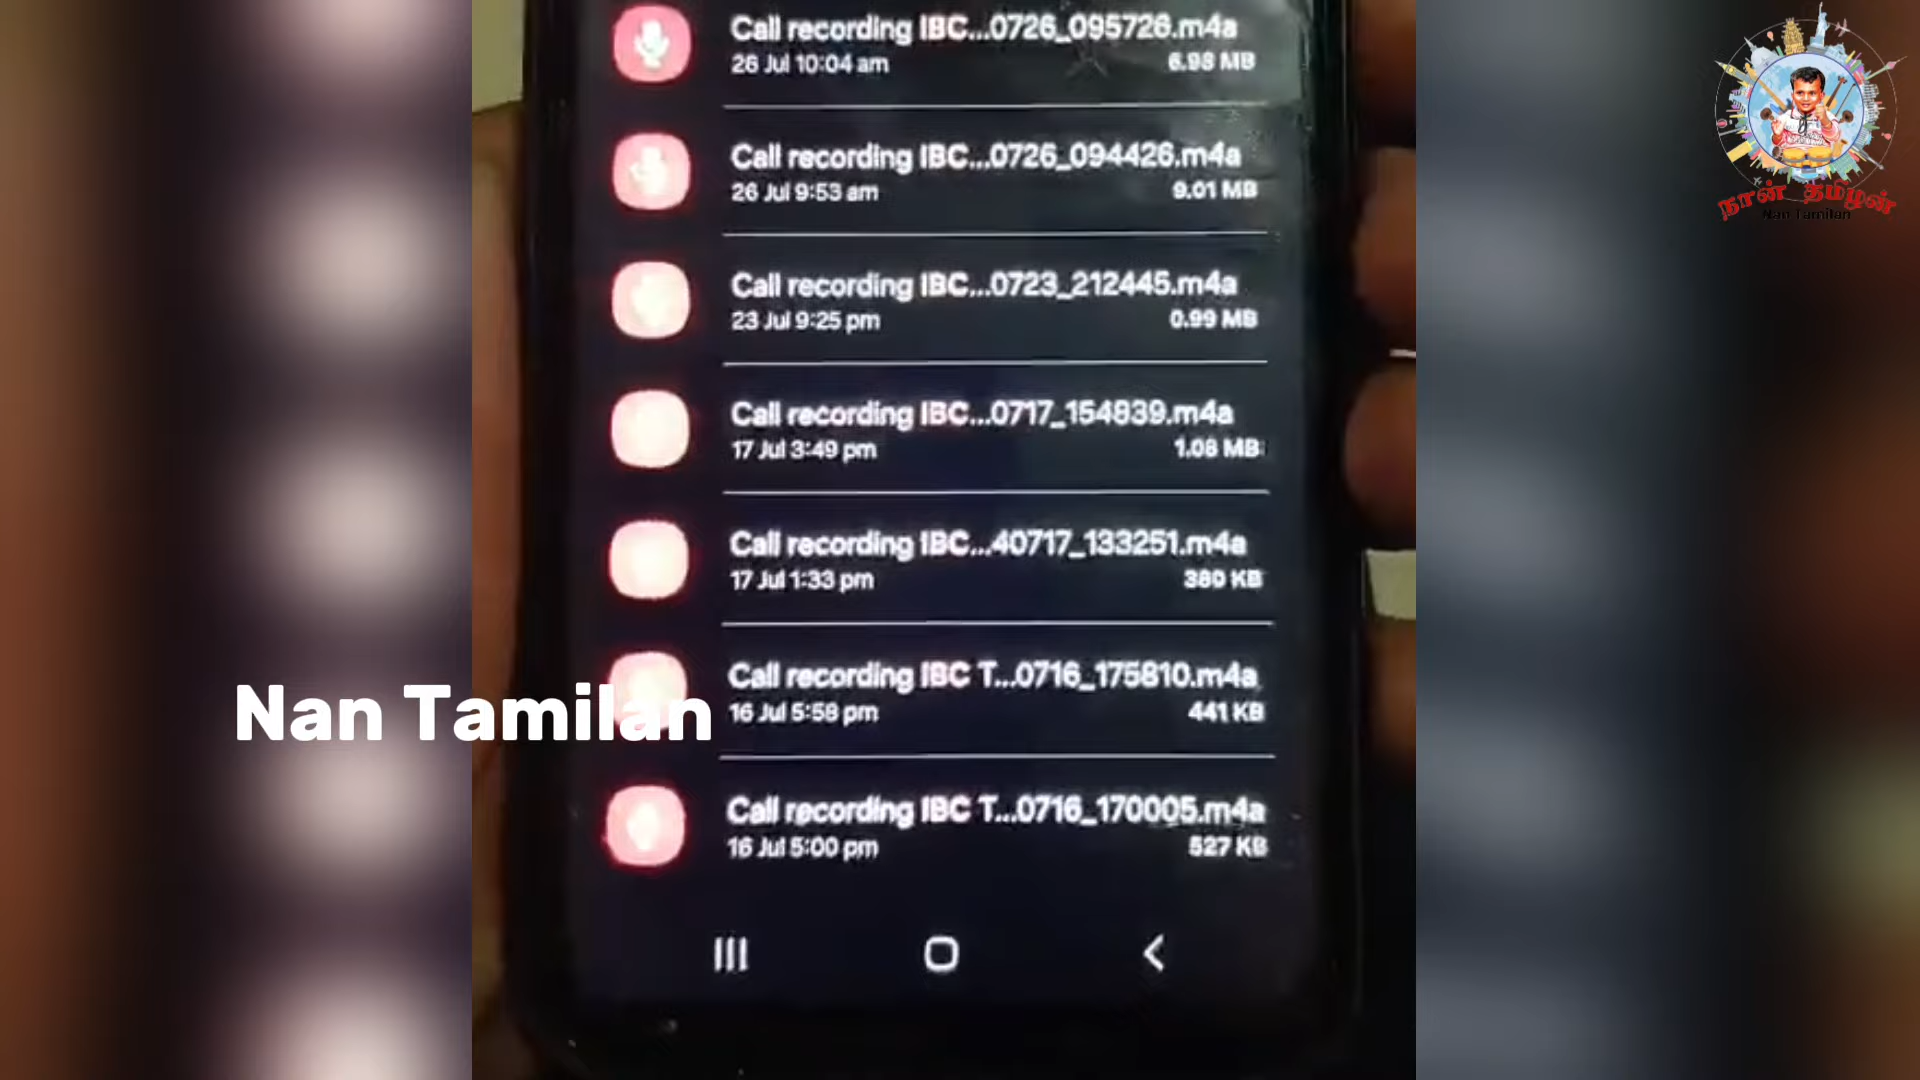 Call recording IBC...0726_095726.m4a
26 Jul 10:04 am
6.98 MB
Call recording IBC...0726_094426.m4a
26 Jul 9:53 am
9.01 MB
Call recording IBC...0723_212445.m4a
23 Jul 9:25 pm
0.99 MB
Call recording IBC...0717_154839.m4a
17 Jul 3:49 pm
1.08 MB
Call recording IBC...40717_133251.m4a
17 Jul 1:33 pm
380 KB
Call recording IBC T...0716_175810.m4a
16 Jul 5:58 pm
441 KB
Call recording IBC T...0716_170005.m4a
16 Jul 5:00 pm
527 KB
Nan Tamilan
நான் தமிழன்
Nan Tamilan